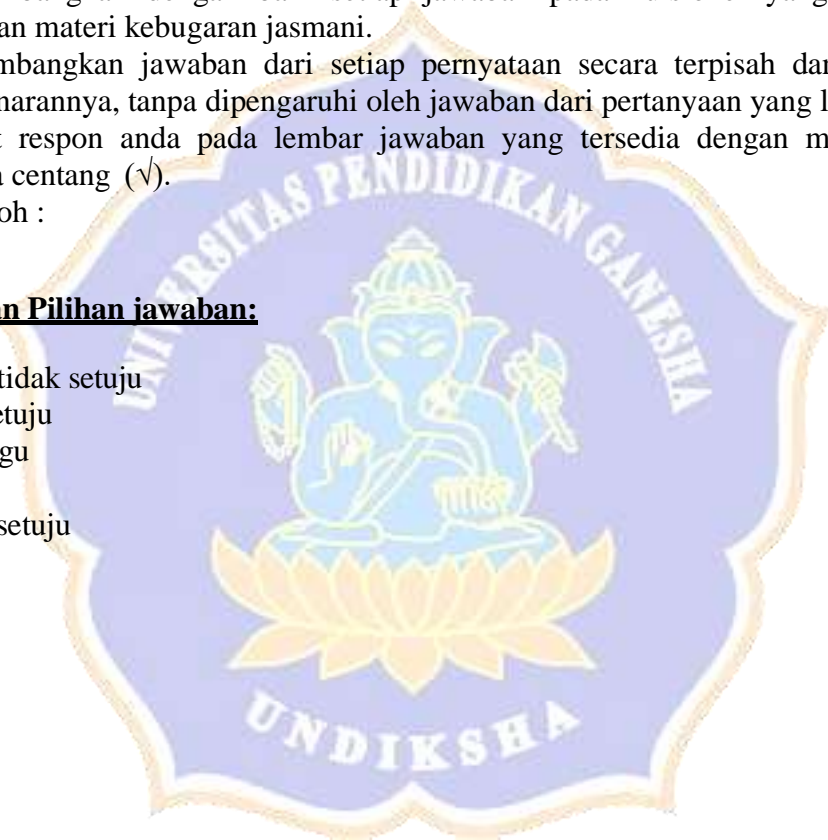 an materi kebugaran jasmani.
mbangkan jawaban dari setiap pernyataan secara terpisah dar
narannya, tanpa dipengaruhi oleh jawaban dari pertanyaan yang l
respon anda pada lembar jawaban yang tersedia dengan m
a centang (√).
oh :
an Pilihan jawaban:
tidak setuju
etuju
gu
setuju
UNIVERSITAS PENDIDIKAN GANESHA
UNDIKSHA